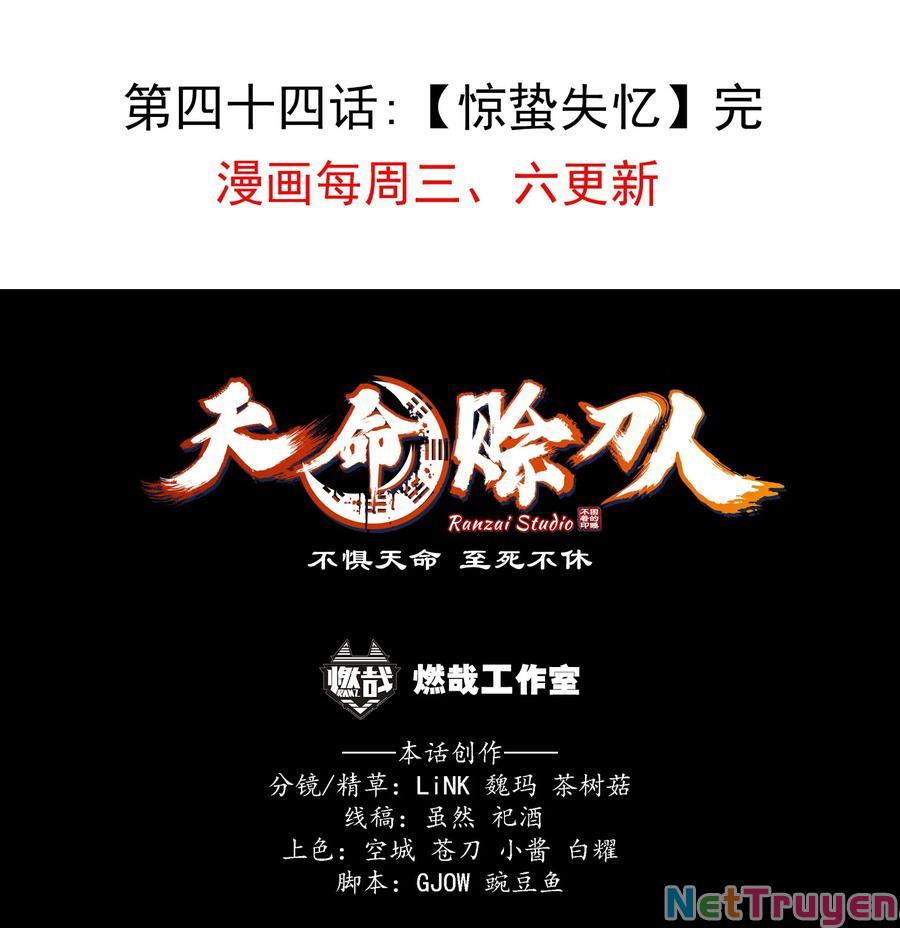 第四十四话:【惊蛰失忆】完
漫画每周三、六更新
天命赊刀人
Ranzai Studio
不惧天命 至死不休
燃哉
RANZ
燃哉工作室
——本话创作——
分镜/精草: LiNK 魏玛 茶树菇
线稿: 虽然 祀酒
上色: 空城 苍刀 小酱 白耀
脚本: GJOW 豌豆鱼
NetTruyen